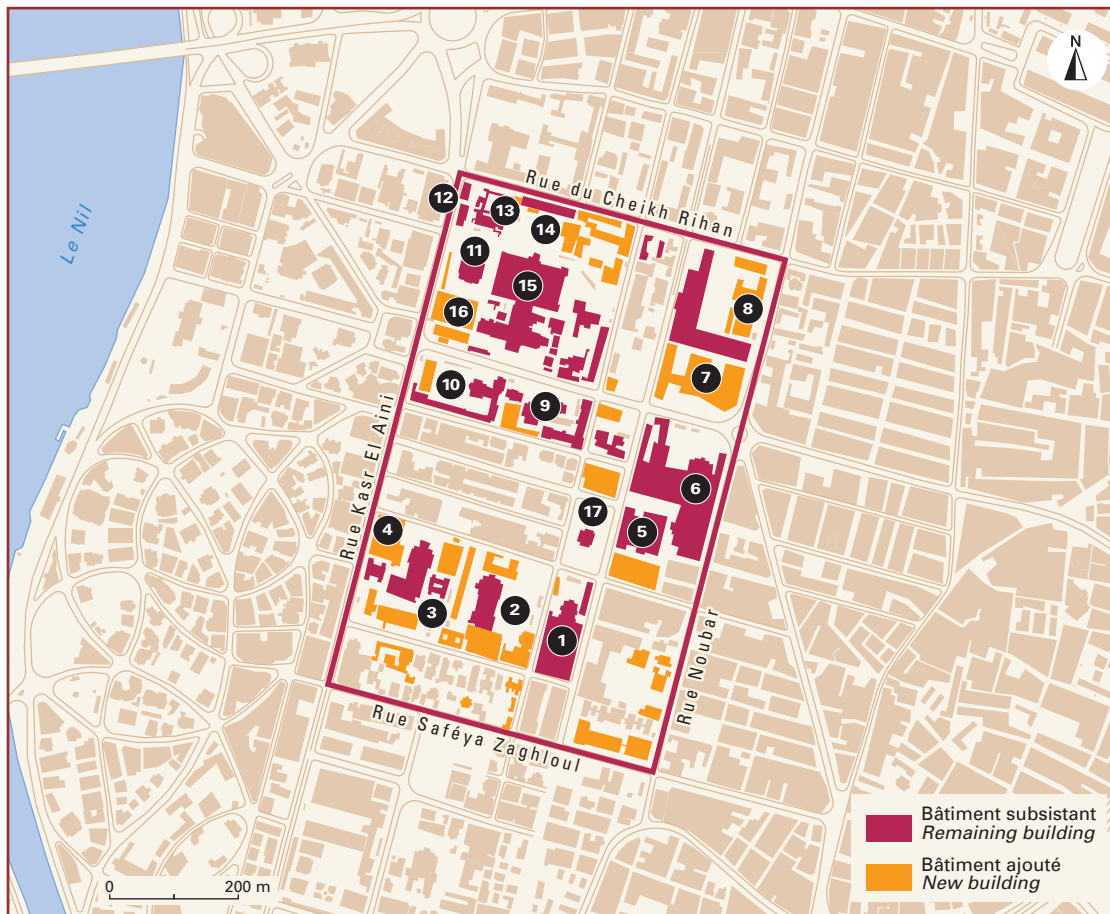 N
Rue du Cheikh Rihan
12
13
14
11
15
8
16
7
10
9
Le Nil
Rue Kasr El Aini
6
17
5
4
2
3
1
Rue Noubar
Rue Saféya Zaghloul
Bâtiment subsistant
Remaining building
Bâtiment ajouté
New building
0 200 m